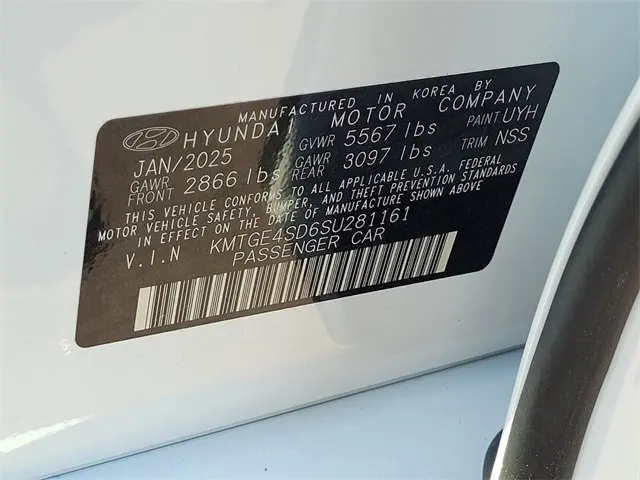 MANUFACTURED IN KOREA BY
HYUNDAI MOTOR COMPANY
JAN/2025 GVWR 5567 lbs PAINT UYH
GAWR FRONT 2866 lbs GAWR REAR 3097 lbs TRIM NSS
THIS VEHICLE CONFORMS TO ALL APPLICABLE U.S.A. FEDERAL
MOTOR VEHICLE SAFETY, BUMPER, AND THEFT PREVENTION STANDARDS
IN EFFECT ON THE DATE OF MANUFACTURE SHOWN ABOVE
V.I.N KMTGE4SD6SU281161
PASSENGER CAR